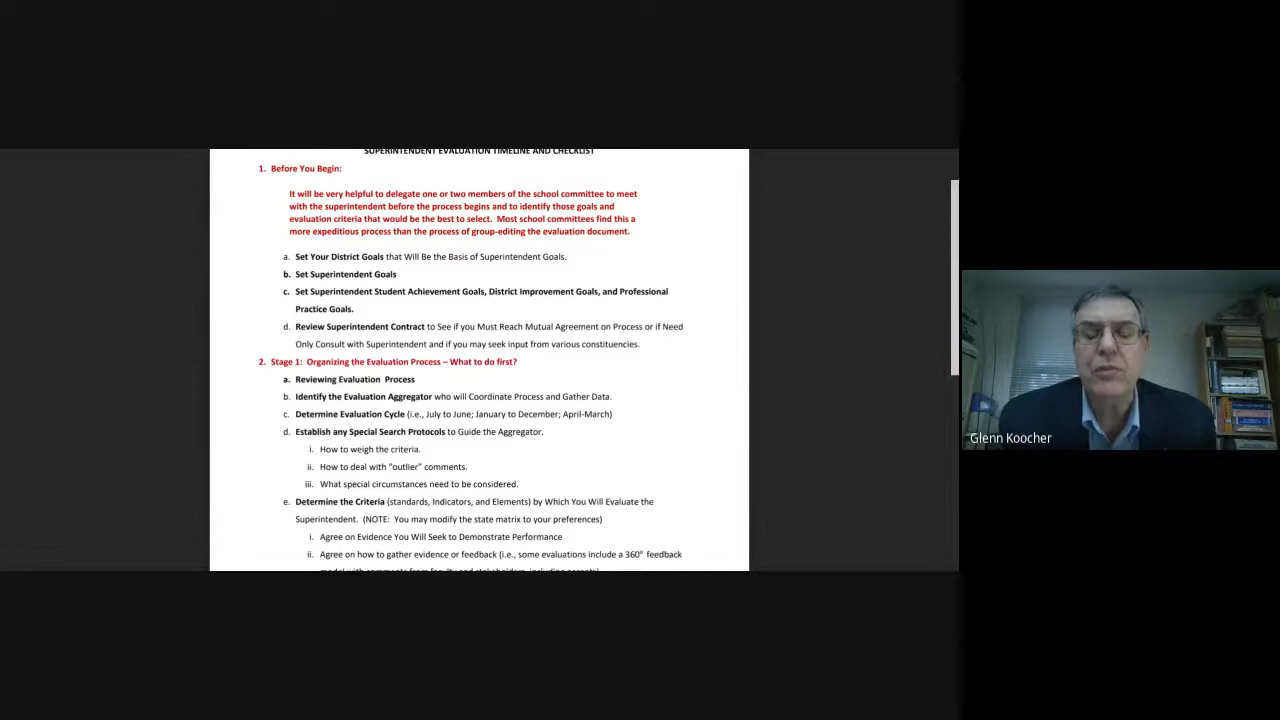 SUPERINTENDENT EVALUATION TIMELINE AND CHECKLIST
1. Before You Begin:
It will be very helpful to delegate one or two members of the school committee to meet
with the superintendent before the process begins and to identify those goals and
evaluation criteria that would be the best to select. Most school committees find this a
more expeditious process than the process of group-editing the evaluation document.
a. Set Your District Goals that Will Be the Basis of Superintendent Goals.
b. Set Superintendent Goals
c. Set Superintendent Student Achievement Goals, District Improvement Goals, and Professional
Practice Goals.
d. Review Superintendent Contract to See if you Must Reach Mutual Agreement on Process or if Need
Only Consult with Superintendent and if you may seek input from various constituencies.
2. Stage 1: Organizing the Evaluation Process – What to do first?
a. Reviewing Evaluation Process
b. Identify the Evaluation Aggregator who will Coordinate Process and Gather Data.
c. Determine Evaluation Cycle (i.e., July to June; January to December; April-March)
d. Establish any Special Search Protocols to Guide the Aggregator.
i. How to weigh the criteria.
ii. How to deal with "outlier" comments.
iii. What special circumstances need to be considered.
e. Determine the Criteria (standards, Indicators, and Elements) by Which You Will Evaluate the
Superintendent. (NOTE: You may modify the state matrix to your preferences)
i. Agree on Evidence You Will Seek to Demonstrate Performance
ii. Agree on how to gather evidence or feedback (i.e., some evaluations include a 360° feedback
model with comments from faculty and stakeholders, including parents)
Glenn Koocher